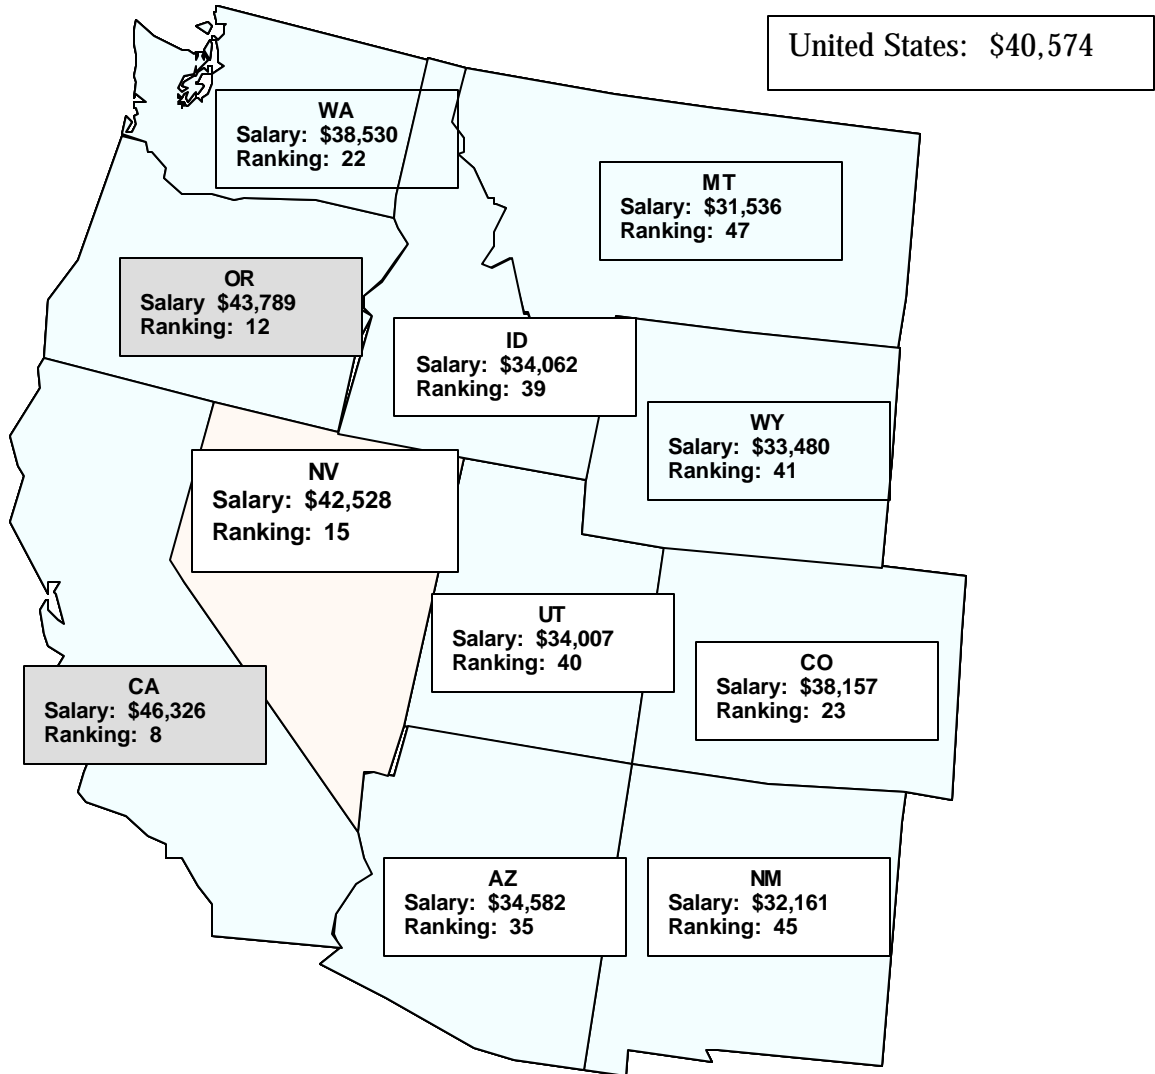 United States: $40,574
WA
Salary: $38,530
Ranking: 22
MT
Salary: $31,536
Ranking: 47
OR
Salary $43,789
Ranking: 12
ID
Salary: $34,062
Ranking: 39
WY
Salary: $33,480
Ranking: 41
NV
Salary: $42,528
Ranking: 15
UT
Salary: $34,007
Ranking: 40
CO
Salary: $38,157
Ranking: 23
CA
Salary: $46,326
Ranking: 8
AZ
Salary: $34,582
Ranking: 35
NM
Salary: $32,161
Ranking: 45